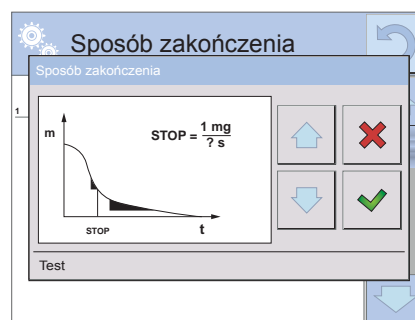 Sposób zakończenia
Sposób zakończenia
1
m
STOP = 1 mg
? s
STOP
t
Test